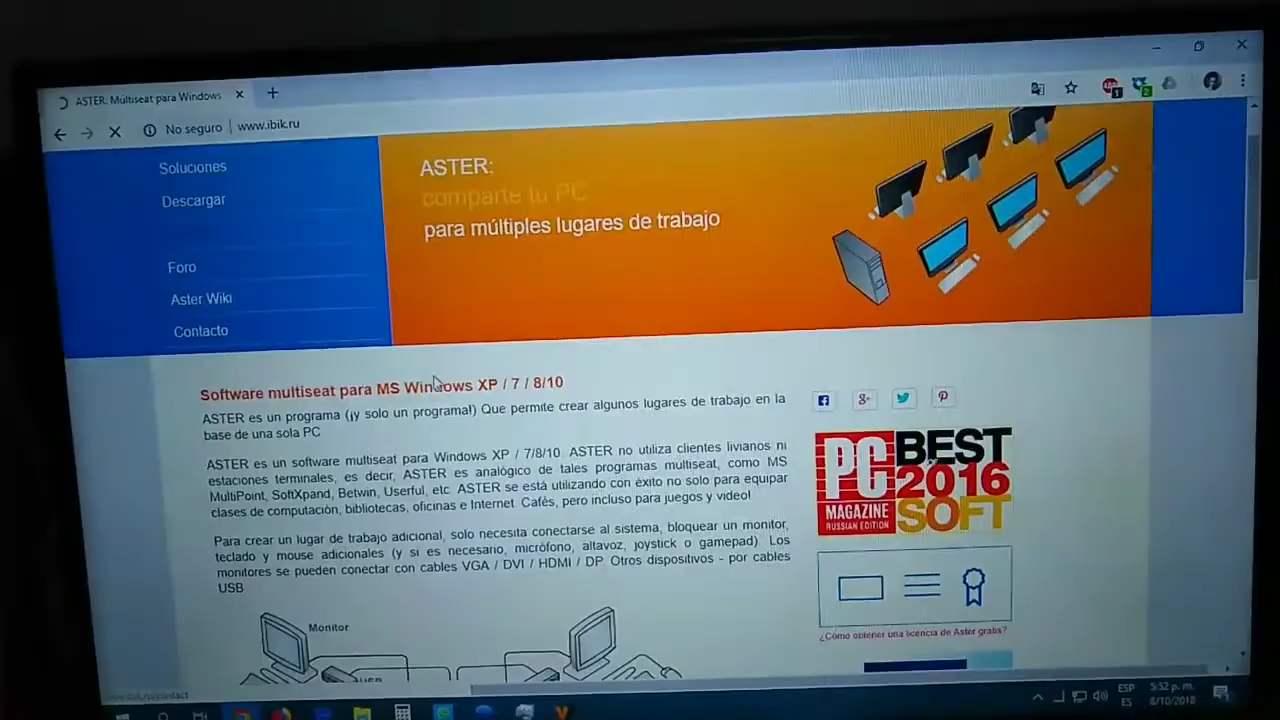 ASTER: Multiseat para Windows
No seguro
www.ibik.ru
Soluciones
Descargar
Foro
Aster Wiki
Contacto
ASTER:
comparte tu PC
para múltiples lugares de trabajo
Software multiseat para MS Windows XP / 7 / 8/10
ASTER es un programa (¡y solo un programa!) Que permite crear algunos lugares de trabajo en la
base de una sola PC
ASTER es un software multiseat para Windows XP / 7/8/10. ASTER no utiliza clientes livianos ni
estaciones terminales, es decir, ASTER es analógico de tales programas multiseat, como MS
MultiPoint, SoftXpand, Betwin, Userful, etc. ASTER se está utilizando con éxito no solo para equipar
clases de computación, bibliotecas, oficinas e Internet Cafés, pero incluso para juegos y video!
Para crear un lugar de trabajo adicional, solo necesita conectarse al sistema, bloquear un monitor,
teclado y mouse adicionales (y si es necesario, micrófono, altavoz, joystick o gamepad). Los
monitores se pueden conectar con cables VGA / DVI / HDMI / DP. Otros dispositivos - por cables
USB
Monitor
USB
PC
MAGAZINE
RUSSIAN EDITION
BEST
2016
SOFT
¿Cómo obtener una licencia de Aster gratis?
ESP
ES
5:52 p. m.
8/10/2018